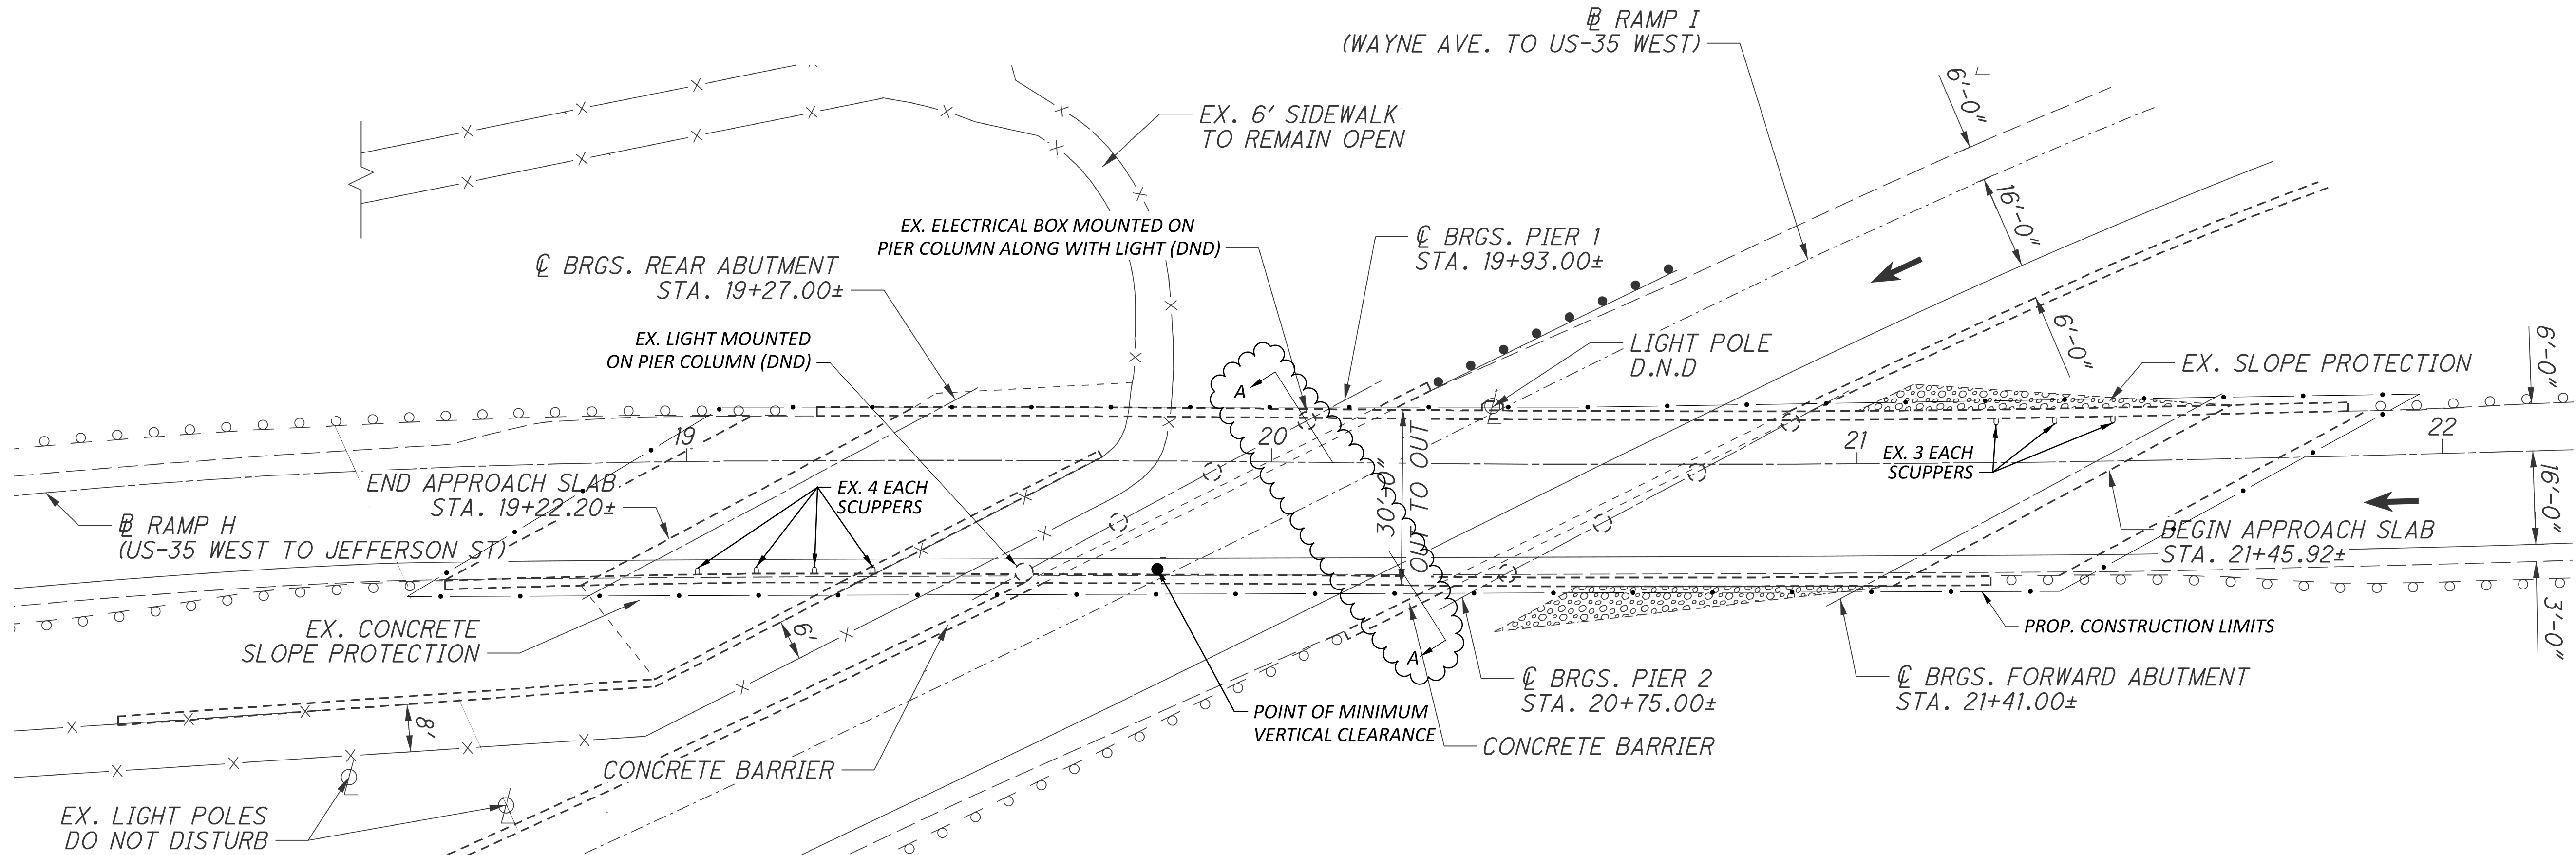 ℄ RAMP I
(WAYNE AVE. TO US-35 WEST)
6'-0"
EX. 6' SIDEWALK
TO REMAIN OPEN
16'-0"
EX. ELECTRICAL BOX MOUNTED ON
PIER COLUMN ALONG WITH LIGHT (DND)
℄ BRGS. PIER 1
STA. 19+93.00±
℄ BRGS. REAR ABUTMENT
STA. 19+27.00±
EX. LIGHT MOUNTED
ON PIER COLUMN (DND)
LIGHT POLE
D.N.D
6'-0"
EX. SLOPE PROTECTION
6'-0"
A
19
20
21
22
30'-0"
OUT TO OUT
EX. 3 EACH
SCUPPERS
END APPROACH SLAB
STA. 19+22.20±
EX. 4 EACH
SCUPPERS
16'-0"
℄ RAMP H
(US-35 WEST TO JEFFERSON ST)
BEGIN APPROACH SLAB
STA. 21+45.92±
3'-0"
EX. CONCRETE
SLOPE PROTECTION
6'
A
PROP. CONSTRUCTION LIMITS
℄ BRGS. PIER 2
STA. 20+75.00±
℄ BRGS. FORWARD ABUTMENT
STA. 21+41.00±
8'
POINT OF MINIMUM
VERTICAL CLEARANCE
CONCRETE BARRIER
CONCRETE BARRIER
EX. LIGHT POLES
DO NOT DISTURB